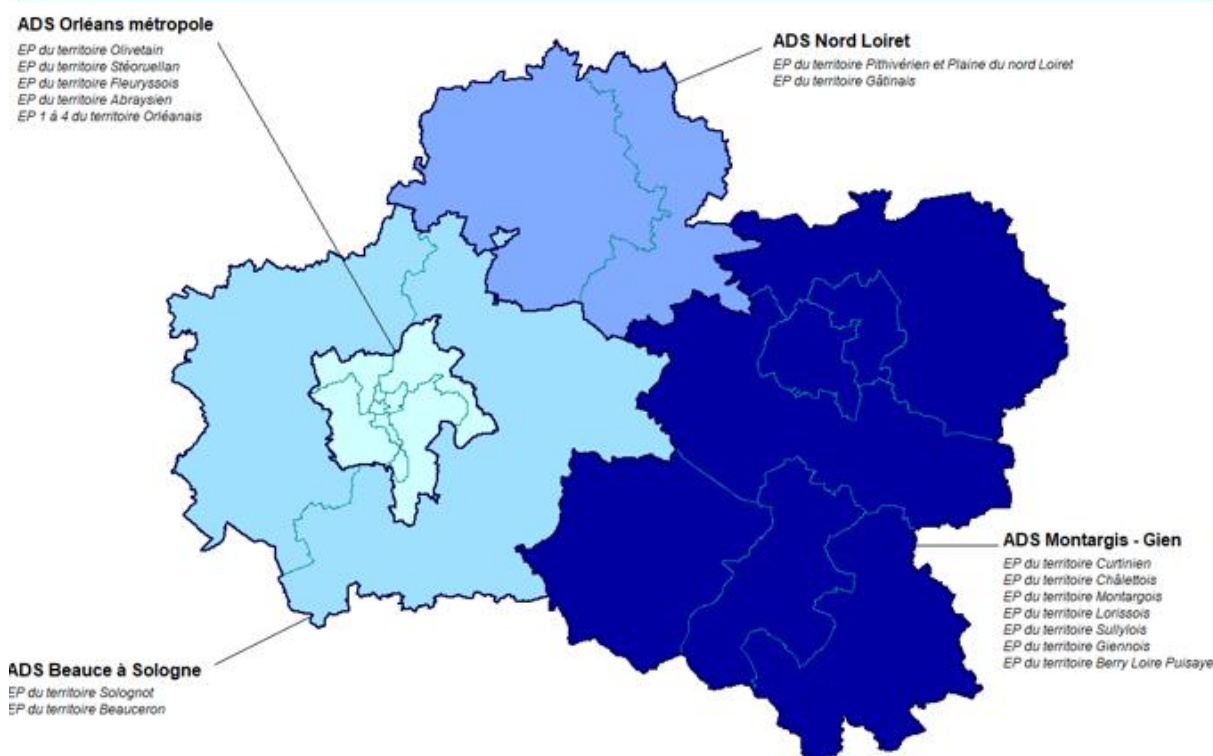 ADS Orléans métropole
EP du territoire Olivetain
EP du territoire Stéoruellan
EP du territoire Fleuryssois
EP du territoire Abraysien
EP 1 à 4 du territoire Orléanais
ADS Nord Loiret
EP du territoire Pithivérien et Plaine du nord Loiret
EP du territoire Gâtinais
ADS Montargis - Gien
EP du territoire Curtinien
EP du territoire Châlettois
EP du territoire Montargois
EP du territoire Lorissois
EP du territoire Sullylois
EP du territoire Giennois
EP du territoire Berry Loire Puisaye
ADS Beauce à Sologne
EP du territoire Solognot
EP du territoire Beauceron